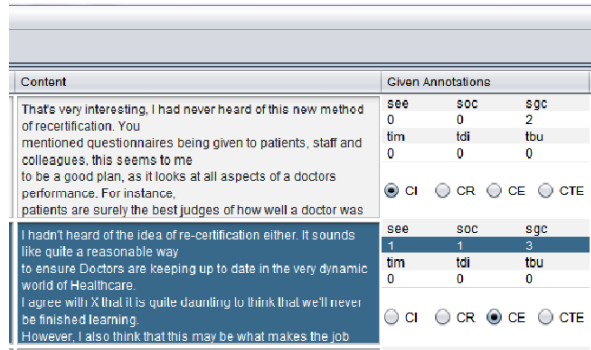 Content Given Annotations
That's very interesting, I had never heard of this new method
of recertification. You
mentioned questionnaires being given to patients, staff and
colleagues, this seems to me
to be a good plan, as it looks at all aspects of a doctors
performance. For instance,
patients are surely the best judges of how well a doctor was
see soc sgc
0 0 2
tim tdi tbu
0 0 0
CI CR CE CTE
I hadn't heard of the idea of re-certification either. It sounds
like quite a reasonable way
to ensure Doctors are keeping up to date in the very dynamic
world of Healthcare.
I agree with X that it is quite daunting to think that we'll never
be finished learning.
However, I also think that this may be what makes the job
see soc sgc
1 1 3
tim tdi tbu
0 0 0
CI CR CE CTE